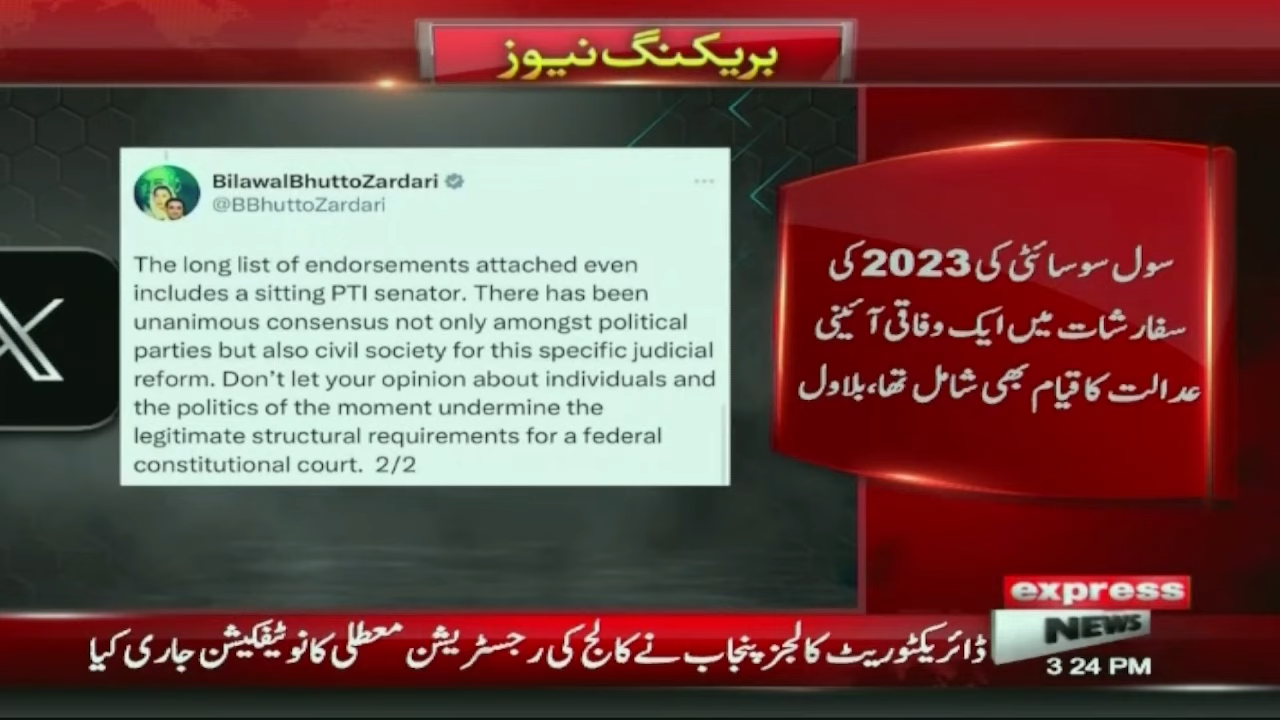 بریکنگ نیوز
BilawalBhuttoZardari
@BBhuttoZardari
The long list of endorsements attached even
includes a sitting PTI senator. There has been
unanimous consensus not only amongst political
parties but also civil society for this specific judicial
reform. Don’t let your opinion about individuals and
the politics of the moment undermine the
legitimate structural requirements for a federal
constitutional court. 2/2
سول سوسائٹی کی 2023 کی
سفارشات میں ایک وفاقی آئینی
عدالت کا قیام بھی شامل تھا، بلاول
express
NEWS
3 24 PM
ڈائریکٹوریٹ کالجز پنجاب نے کالج کی رجسٹریشن معطلی کا نوٹیفکیشن جاری کیا